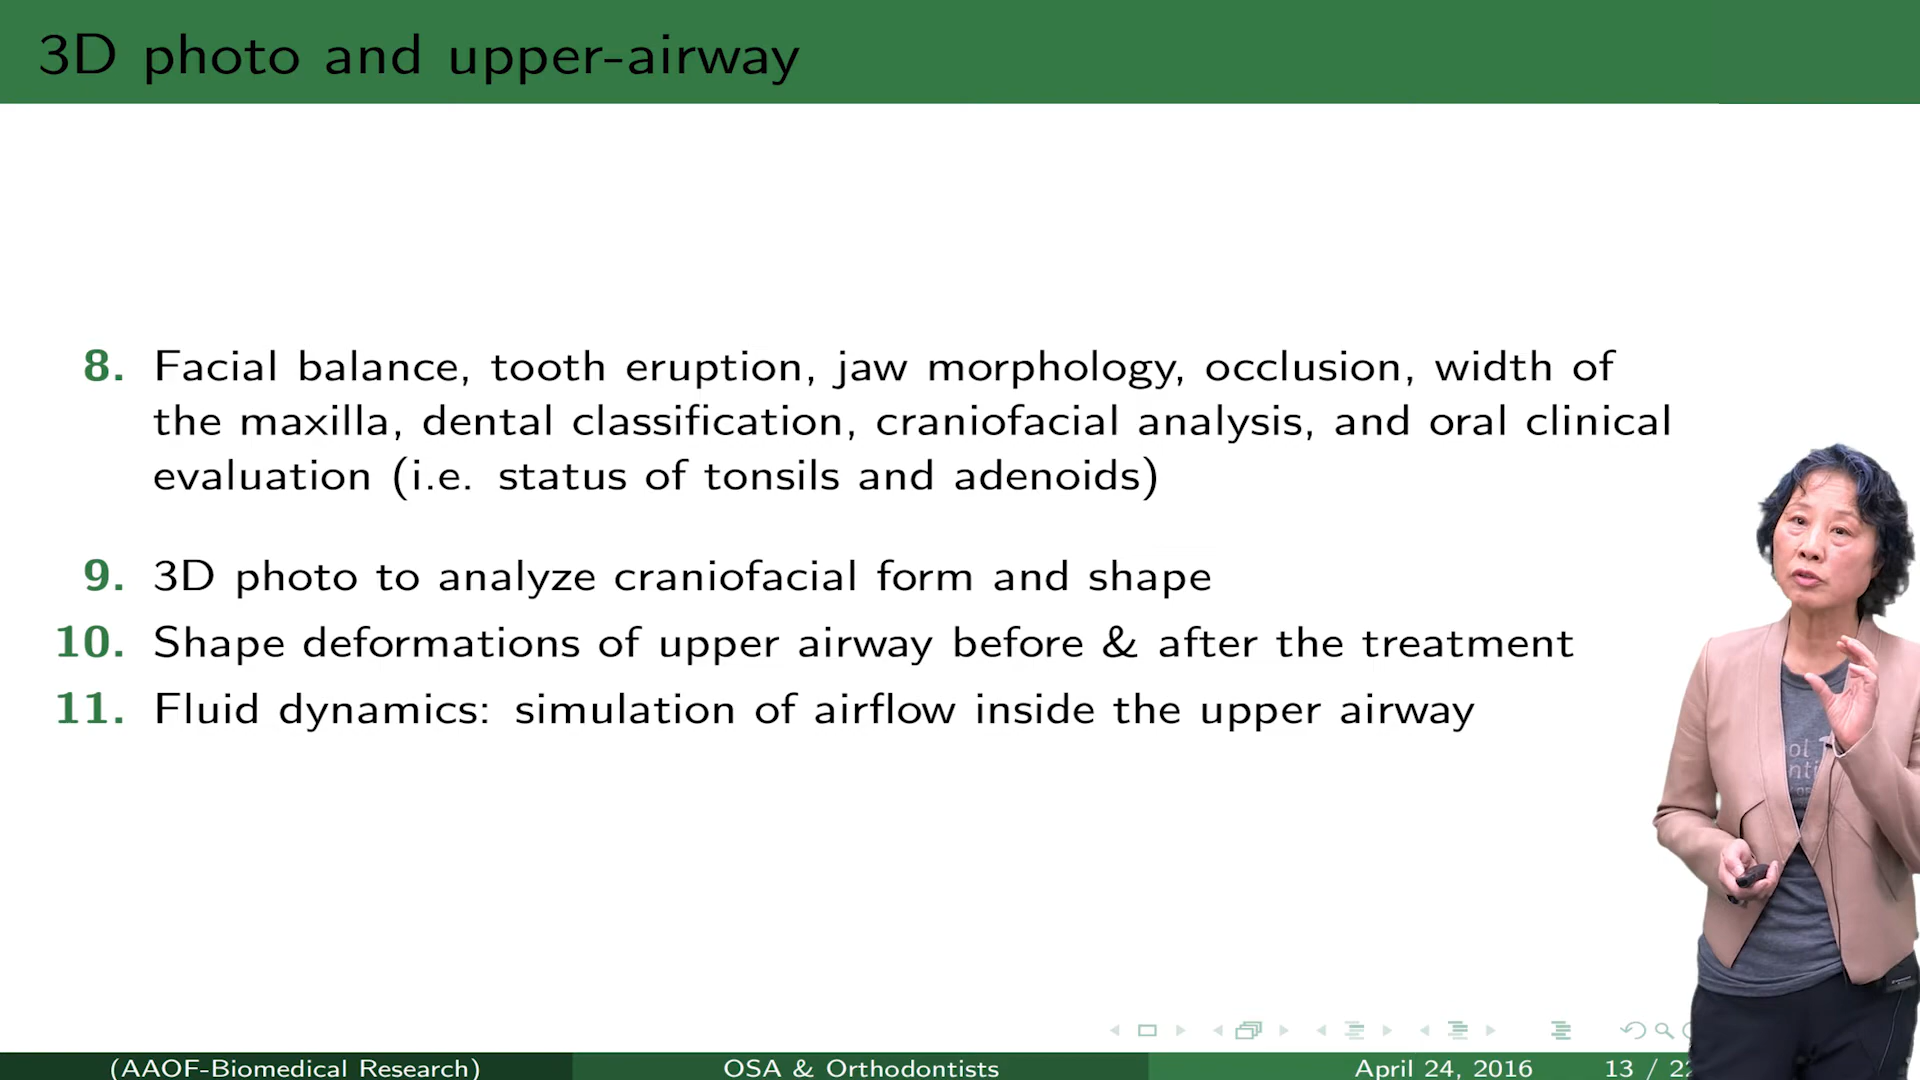 3D photo and upper-airway
8. Facial balance, tooth eruption, jaw morphology, occlusion, width of
the maxilla, dental classification, craniofacial analysis, and oral clinical
evaluation (i.e. status of tonsils and adenoids)
9. 3D photo to analyze craniofacial form and shape
10. Shape deformations of upper airway before & after the treatment
11. Fluid dynamics: simulation of airflow inside the upper airway
(AAOF-Biomedical Research) OSA & Orthodontists April 24, 2016 13 / 22